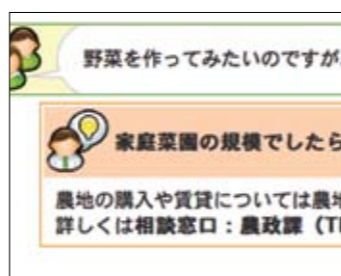 野菜を作ってみたいのですが
家庭菜園の規模でしたら
農地の購入や賃貸については農地
詳しくは相談窓口：農政課（TE